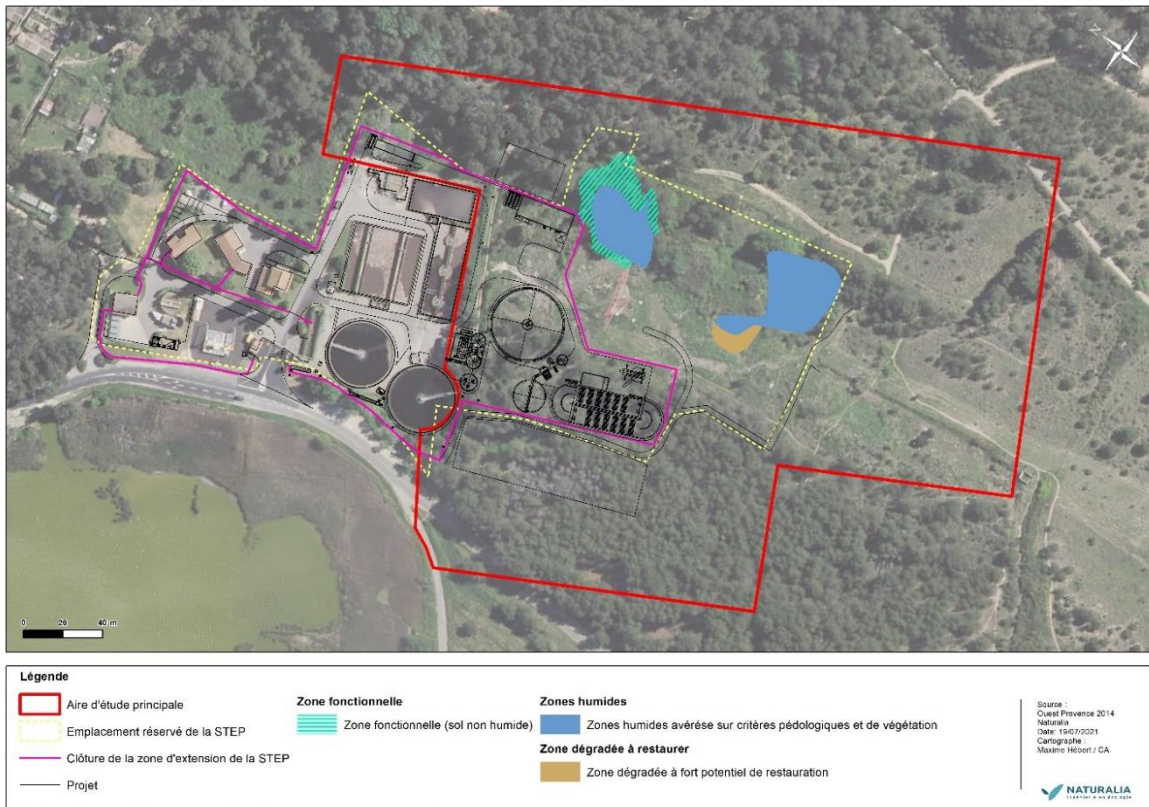 N
0 20 40 m
Légende
Aire d'étude principale
Emplacement réservé de la STEP
Clôture de la zone d'extension de la STEP
Projet
Zone fonctionnelle
Zone fonctionnelle (sol non humide)
Zones humides
Zones humides avérése sur critères pédologiques et de végétation
Zone dégradée à restaurer
Zone dégradée à fort potentiel de restauration
Source :
Ouest Provence 2014
Naturalia
Date: 19/07/2021
Cartographe :
Maxime Hébert / CA
NATURALIA